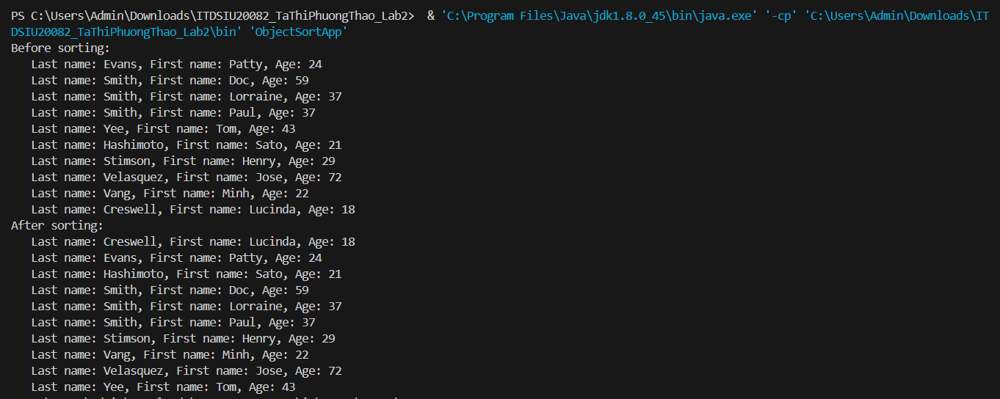 PS C:\Users\Admin\Downloads\ITDSIU20082_TaThiPhuongThao_Lab2>  & 'C:\Program Files\Java\jdk1.8.0_45\bin\java.exe' '-cp' 'C:\Users\Admin\Downloads\IT
DSIU20082_TaThiPhuongThao_Lab2\bin' 'ObjectSortApp'
Before sorting:
   Last name: Evans, First name: Patty, Age: 24
   Last name: Smith, First name: Doc, Age: 59
   Last name: Smith, First name: Lorraine, Age: 37
   Last name: Smith, First name: Paul, Age: 37
   Last name: Yee, First name: Tom, Age: 43
   Last name: Hashimoto, First name: Sato, Age: 21
   Last name: Stimson, First name: Henry, Age: 29
   Last name: Velasquez, First name: Jose, Age: 72
   Last name: Vang, First name: Minh, Age: 22
   Last name: Creswell, First name: Lucinda, Age: 18
After sorting:
   Last name: Creswell, First name: Lucinda, Age: 18
   Last name: Evans, First name: Patty, Age: 24
   Last name: Hashimoto, First name: Sato, Age: 21
   Last name: Smith, First name: Doc, Age: 59
   Last name: Smith, First name: Lorraine, Age: 37
   Last name: Smith, First name: Paul, Age: 37
   Last name: Stimson, First name: Henry, Age: 29
   Last name: Vang, First name: Minh, Age: 22
   Last name: Velasquez, First name: Jose, Age: 72
   Last name: Yee, First name: Tom, Age: 43